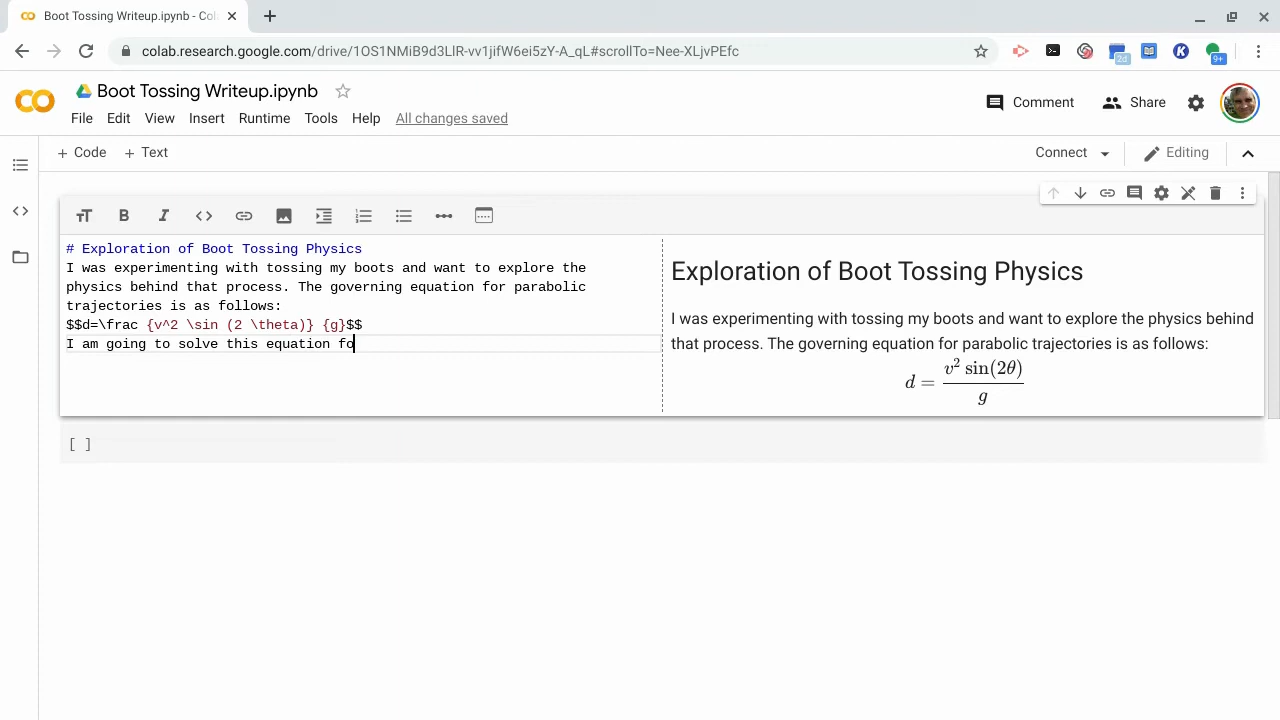 Boot Tossing Writeup.ipynb - Col
colab.research.google.com/drive/1OS1NMiB9d3LIR-vv1jifW6ei5zY-A_qL#scrollTo=Nee-XLjvPEfc
2d
K
9+
Boot Tossing Writeup.ipynb
Comment
Share
File Edit View Insert Runtime Tools Help All changes saved
+ Code + Text
Connect
Editing
# Exploration of Boot Tossing Physics
I was experimenting with tossing my boots and want to explore the
physics behind that process. The governing equation for parabolic
trajectories is as follows:
$$d=\frac {v^2 \sin (2 \theta)} {g}$$
I am going to solve this equation fo
Exploration of Boot Tossing Physics
I was experimenting with tossing my boots and want to explore the physics behind
that process. The governing equation for parabolic trajectories is as follows:
d = v² sin(2θ) / g
[ ]